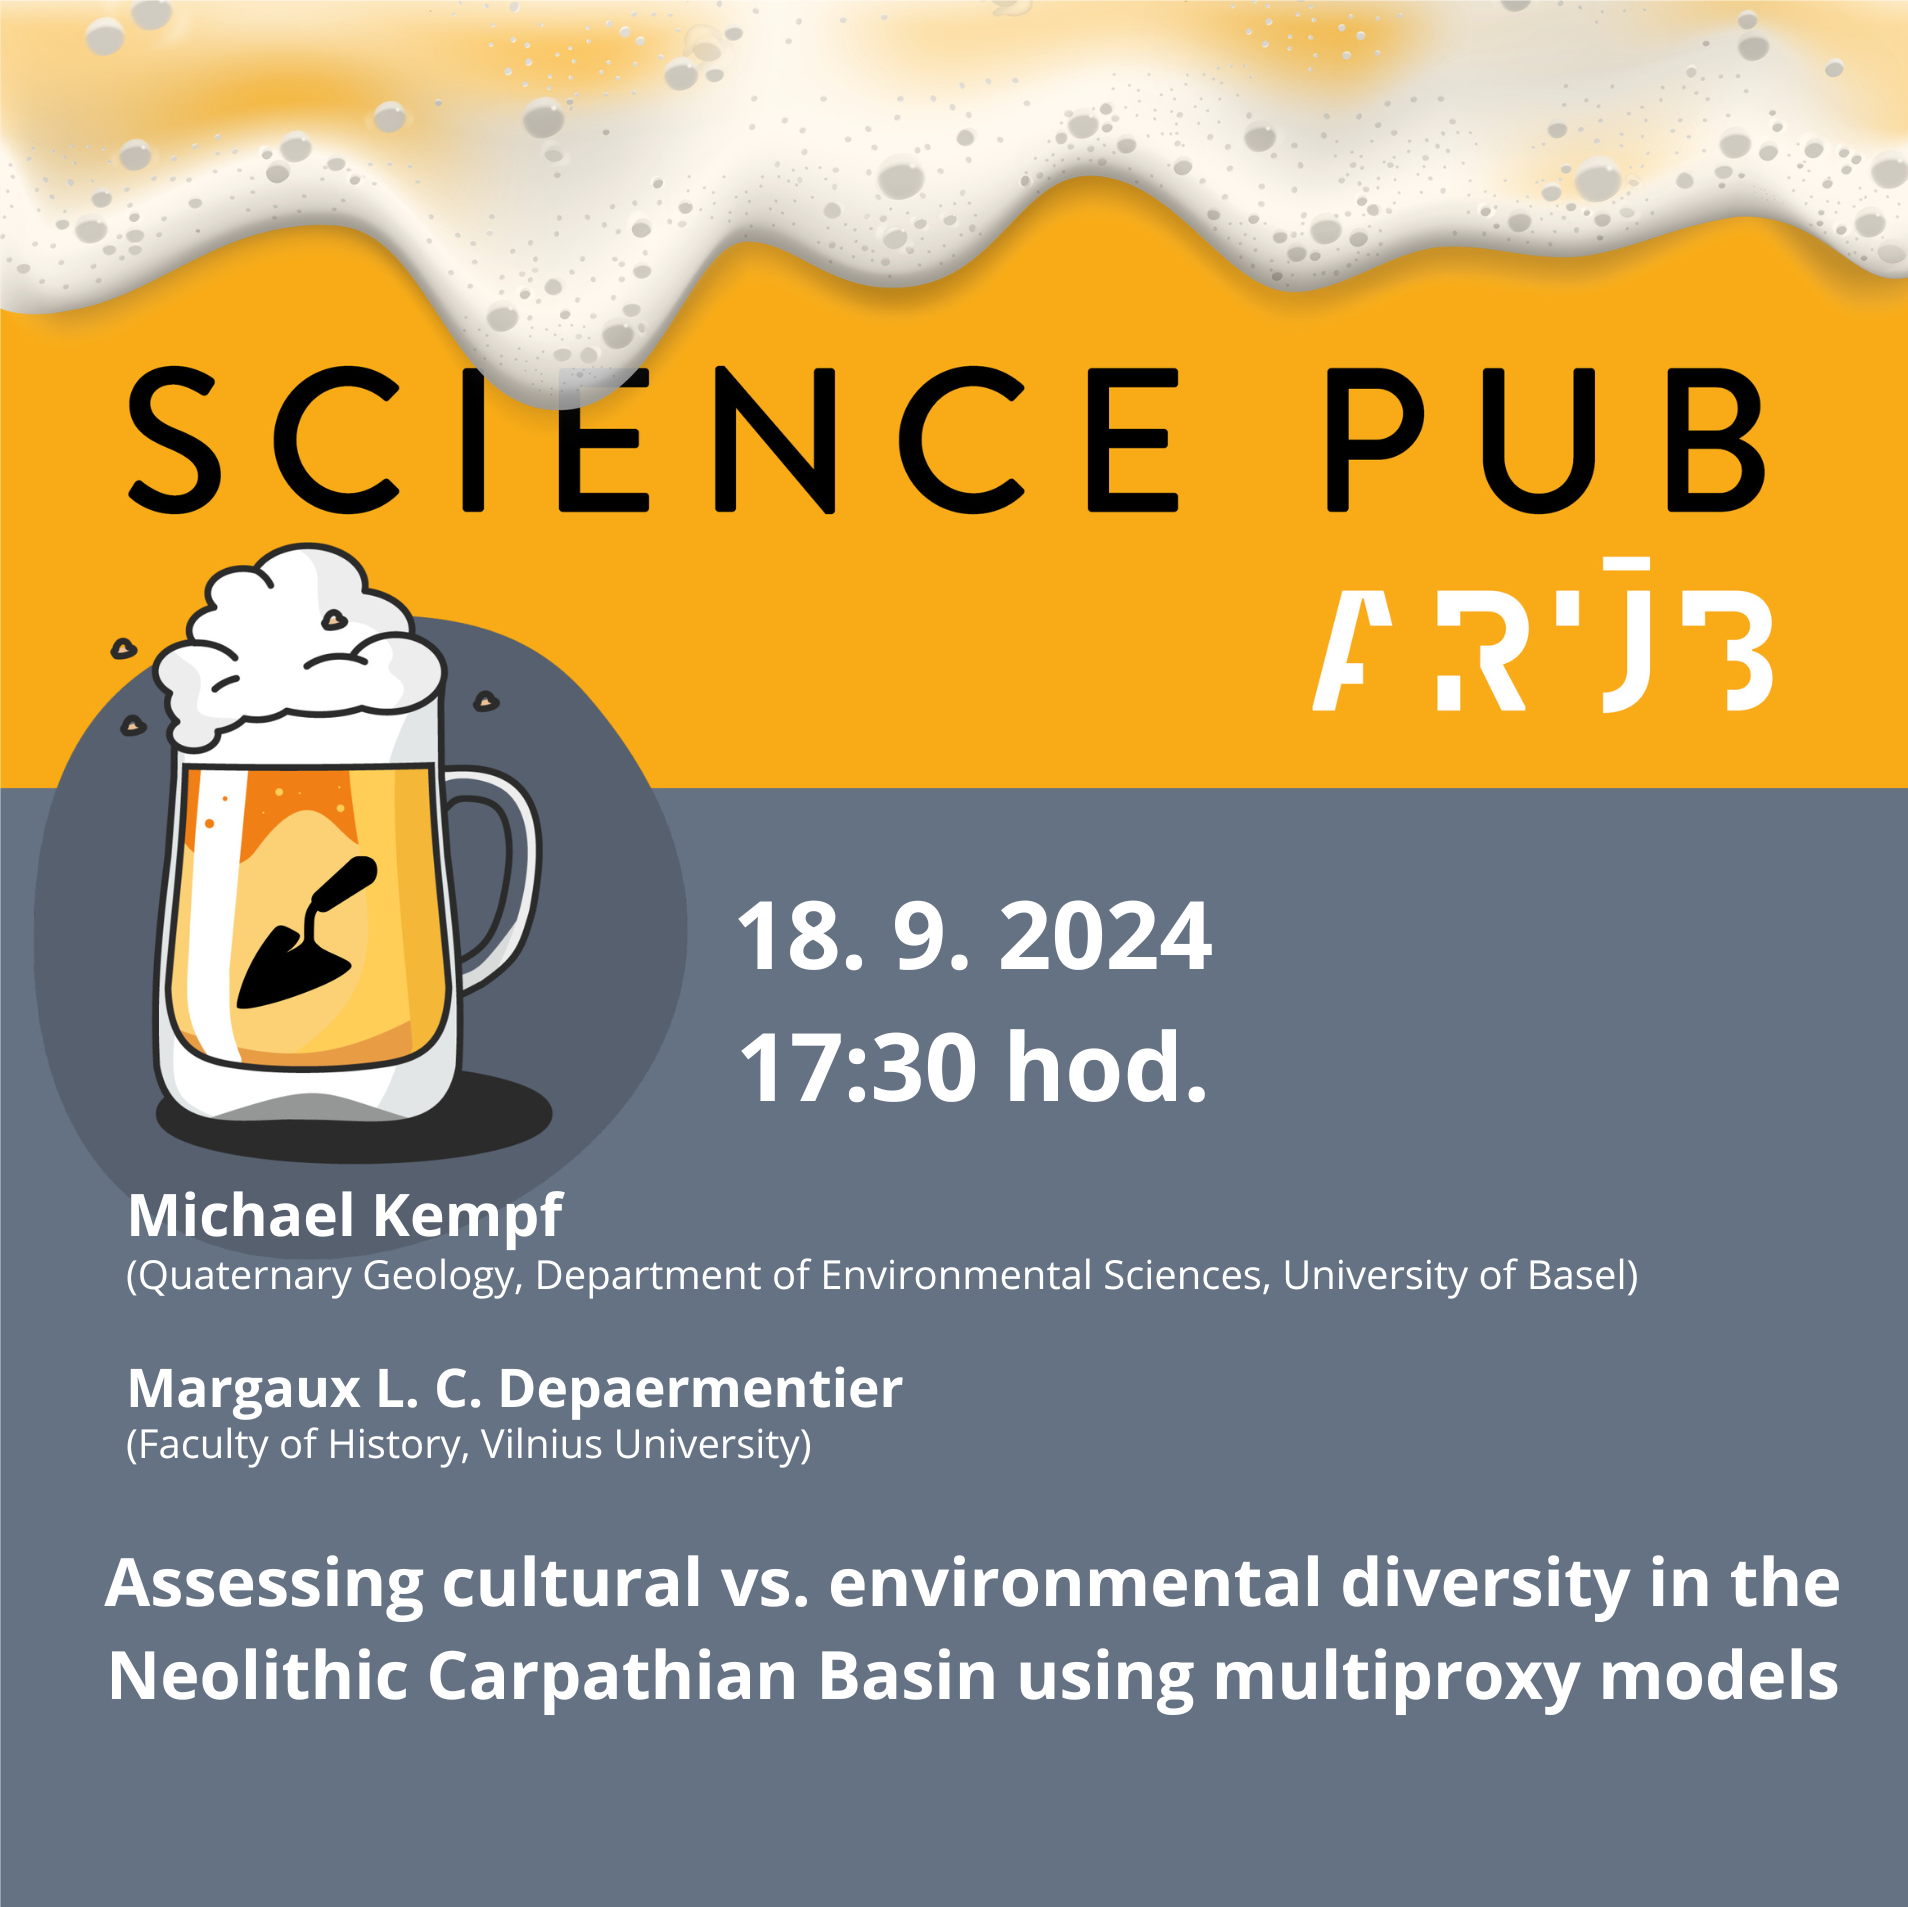 SCIENCE PUB
ARŪB
18. 9. 2024
17:30 hod.
Michael Kempf
(Quaternary Geology, Department of Environmental Sciences, University of Basel)
Margaux L. C. Depaermentier
(Faculty of History, Vilnius University)
Assessing cultural vs. environmental diversity in the
Neolithic Carpathian Basin using multiproxy models